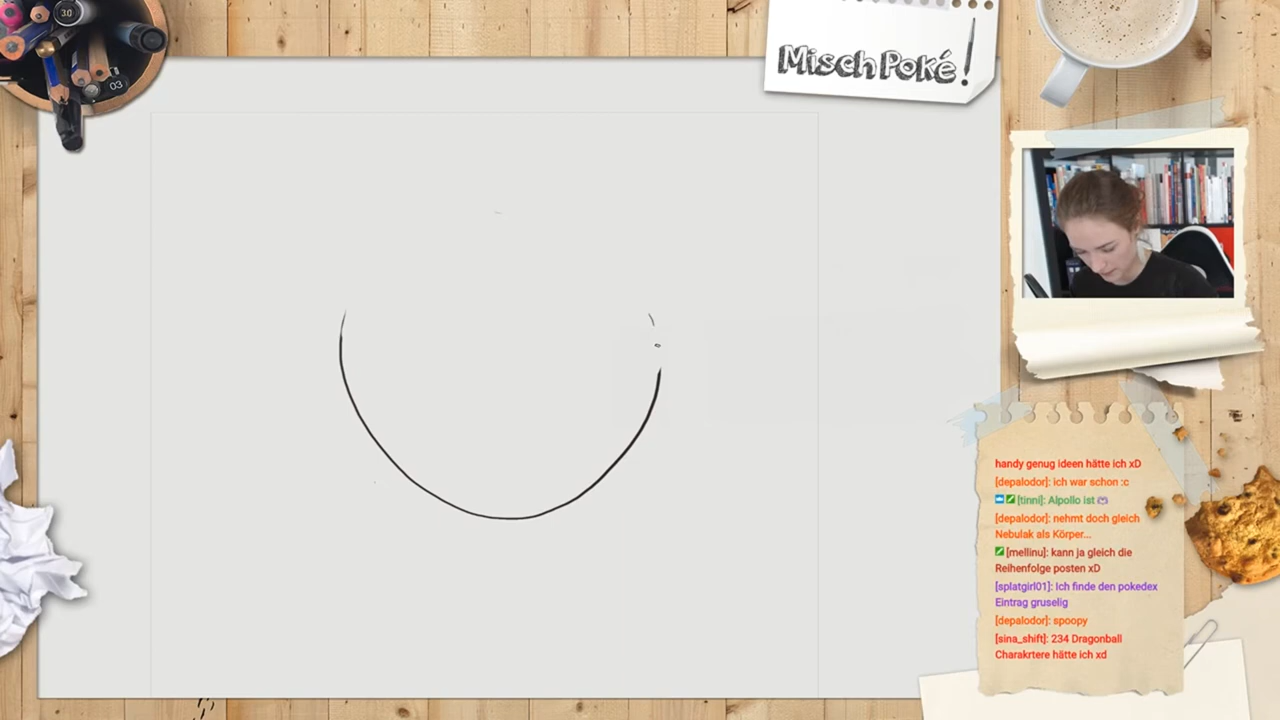 30
03
Misch Poké!
handy genug ideen hätte ich xD
[depalodor]: ich war schon :c
[tinni]: Alpollo ist
[depalodor]: nehmt doch gleich
Nebulak als Körper...
[mellinu]: kann ja gleich die
Reihenfolge posten xD
[splatgirl01]: Ich finde den pokedex
Eintrag gruselig
[depalodor]: spoopy
[sina_shift]: 234 Dragonball
Charakrtere hätte ich xd